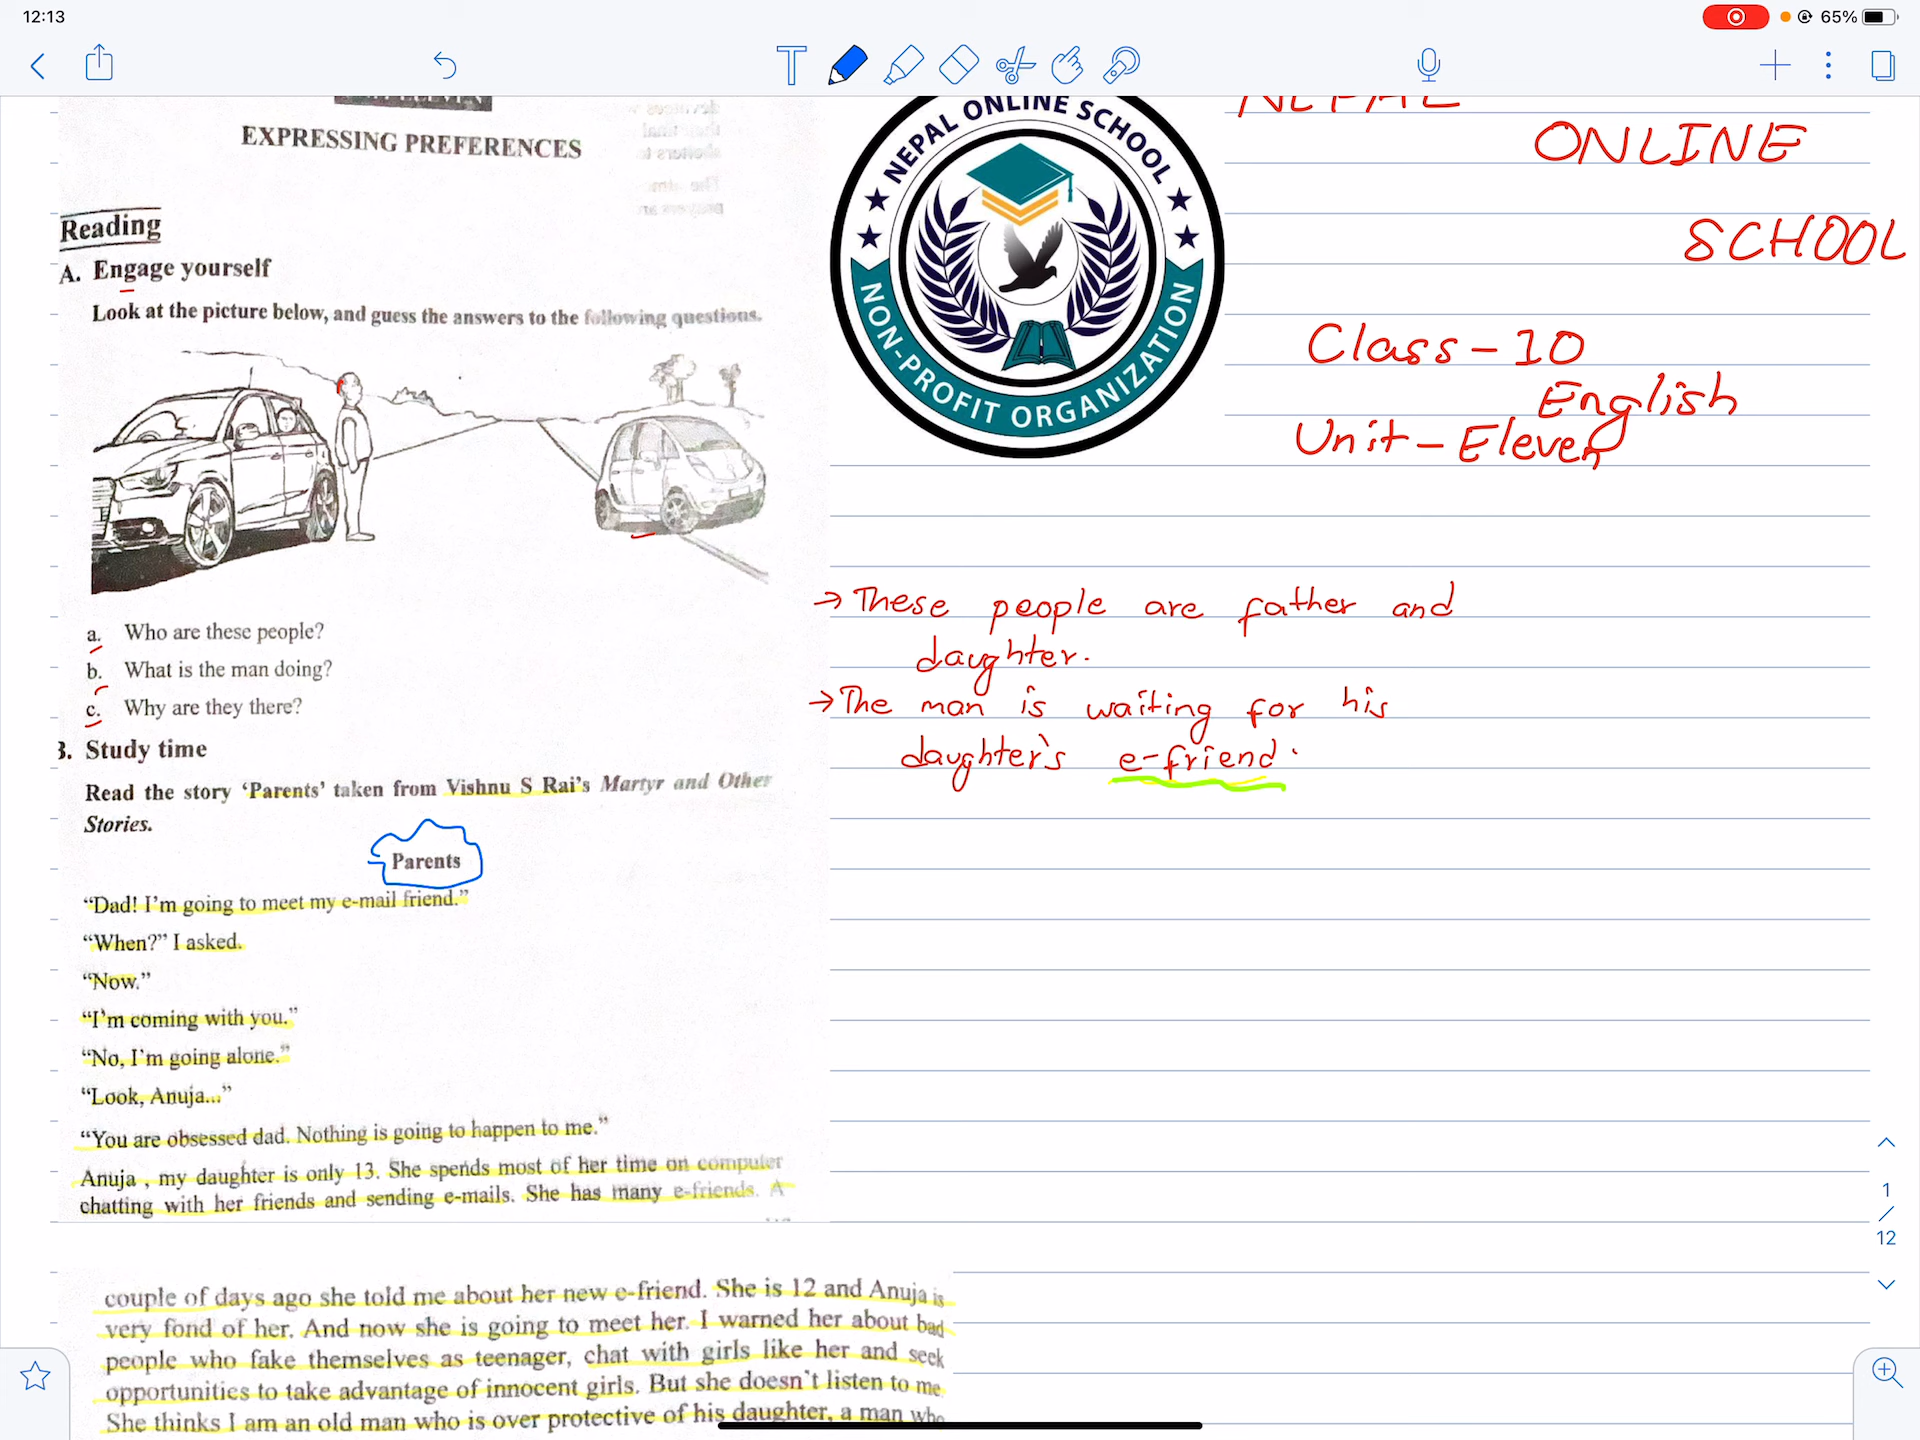 12:13
65%
EXPRESSING PREFERENCES
Reading
A. Engage yourself
Look at the picture below, and guess the answers to the following questions.
a. Who are these people?
b. What is the man doing?
c. Why are they there?
3. Study time
Read the story ‘Parents’ taken from Vishnu S Rai’s Martyr and Other
Stories.
Parents
“Dad! I’m going to meet my e-mail friend.”
“When?” I asked.
“Now.”
“I’m coming with you.”
“No, I’m going alone.”
“Look, Anuja...”
“You are obsessed dad. Nothing is going to happen to me.”
Anuja , my daughter is only 13. She spends most of her time on computer
chatting with her friends and sending e-mails. She has many e-friends. A
couple of days ago she told me about her new e-friend. She is 12 and Anuja is
very fond of her. And now she is going to meet her. I warned her about bad
people who fake themselves as teenager, chat with girls like her and seek
opportunities to take advantage of innocent girls. But she doesn’t listen to me
She thinks I am an old man who is over protective of his daughter, a man who
NEPAL ONLINE SCHOOL
NON-PROFIT ORGANIZATION
NEPAL
ONLINE
SCHOOL
Class - 10
English
Unit - Eleven
→ These people are father and
daughter.
→ The man is waiting for his
daughter's e-friend.
1
/
12